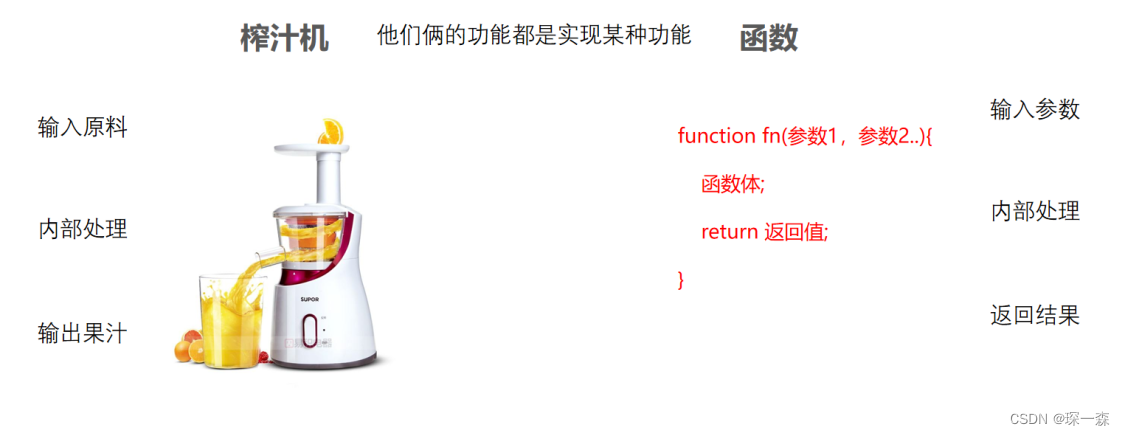 榨汁机 他们俩的功能都是实现某种功能 函数
输入原料
内部处理
输出果汁
SUPOR
function fn(参数1，参数2..){
函数体;
return 返回值;
}
输入参数
内部处理
返回结果
CSDN @琛一森